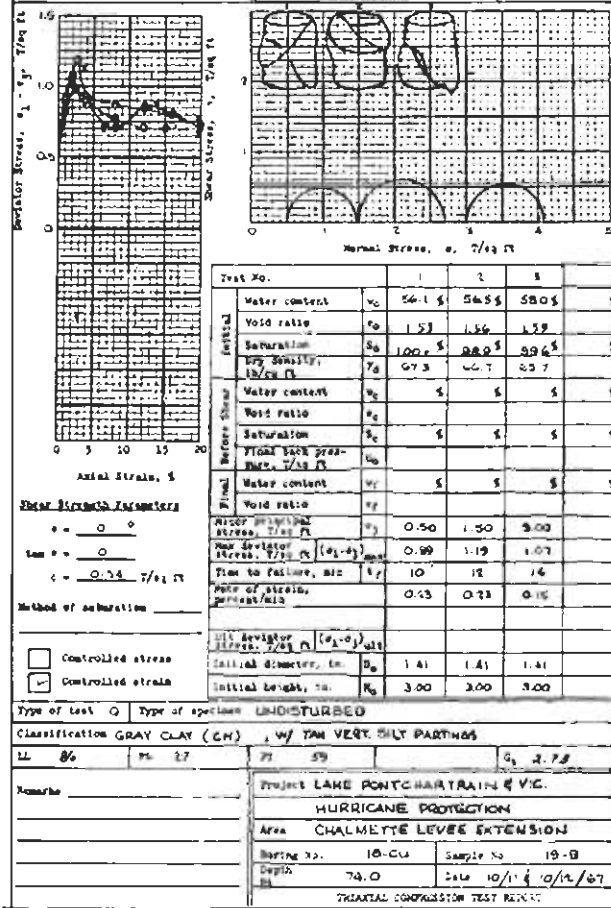 1.5
1.0
0.5
0
Deviator Stress, σ1 - σ3, T/sq ft
0 5 10 15 20
Axial Strain, %
Shear Stress, τ, T/sq ft
2
1
0 1 2 3 4 5
Normal Stress, σ, T/sq ft
Shear Strength Parameters
φ = 0 °
tan φ = 0
c = 0.54 T/sq ft
Method of saturation
Controlled stress
Controlled strain
Test No. 1 2 3
Initial
Water content wo 56.1 % 56.5 % 58.0 %
Void ratio eo 1.53 1.56 1.59
Saturation So 100+ % 98.9 % 99.6 %
Dry density, lb/cu ft γd 67.3 66.7 65.7
Before Shear
Water content wc % % %
Void ratio ec
Saturation Sc % % %
Final back pressure, T/sq ft uo
Final
Water content wf % % %
Void ratio ef
Minor principal stress, T/sq ft σ3 0.50 1.50 3.00
Max deviator stress, T/sq ft (σ1-σ3)max 0.99 1.19 1.07
Time to failure, min tf 10 12 14
Rate of strain, percent/min 0.23 0.23 0.15
Ult deviator stress, T/sq ft (σ1-σ3)ult
Initial diameter, in. Do 1.41 1.41 1.41
Initial height, in. Ho 3.00 3.00 3.00
Type of test Q Type of specimen UNDISTURBED
Classification GRAY CLAY (CH) , W/ TAN VERT. SILT PARTINGS
LL 86 PL 27 PI 59 Gs 2.73
Remarks
Project LAKE PONTCHARTRAIN & VIC.
HURRICANE PROTECTION
Area CHALMETTE LEVEE EXTENSION
Boring No. 18-CU Sample No 19-B
Depth 74.0 Date 10/11 & 10/12/67
TRIAXIAL COMPRESSION TEST REPORT